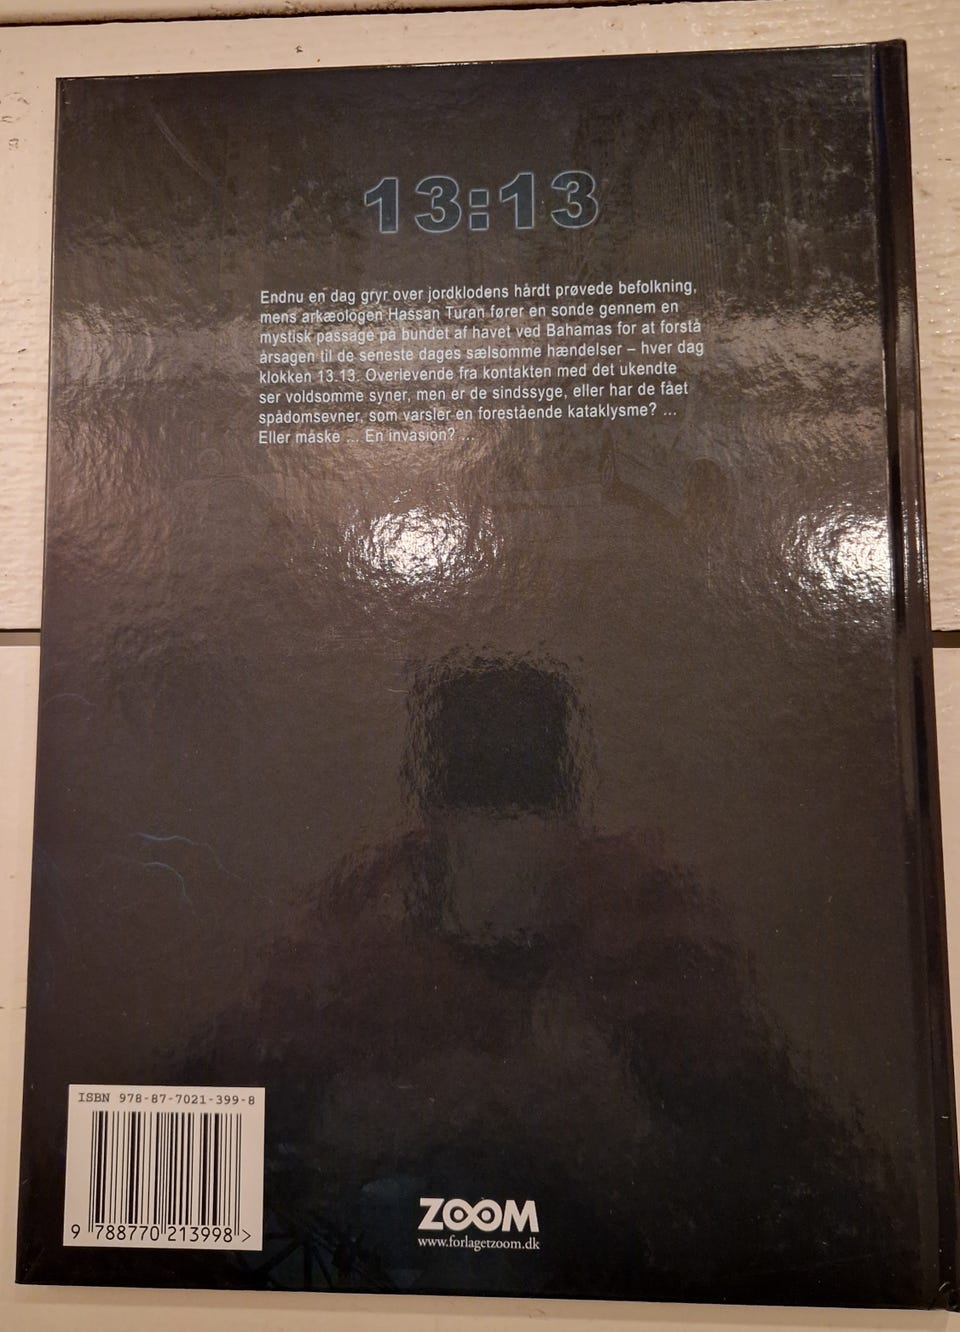 13:13
Endnu en dag gryr over jordklodens hårdt prøvede befolkning,
mens arkæologen Hassan Turan fører en sonde gennem en
mystisk passage på bundet af havet ved Bahamas for at forstå
årsagen til de seneste dages sælsomme hændelser – hver dag
klokken 13.13. Overlevende fra kontakten med det ukendte
ser voldsomme syner, men er de sindssyge, eller har de fået
spådomsevner, som varsler en forestående kataklysme? ...
Eller måske ... En invasion? ...
ISBN 978-87-7021-399-8
9 788770 213998 >
ZOOM
www.forlagetzoom.dk